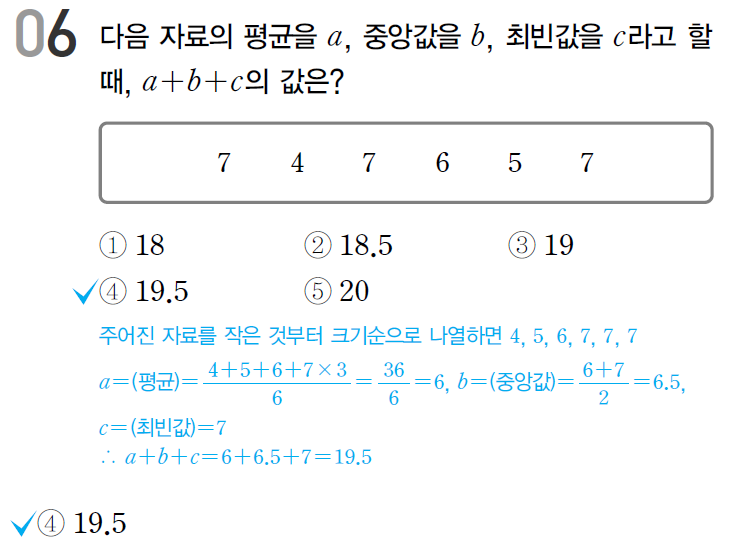 06 다음 자료의 평균을 a, 중앙값을 b, 최빈값을 c라고 할
때, a+b+c의 값은?
7 4 7 6 5 7
① 18 ② 18.5 ③ 19
④ 19.5 ⑤ 20
주어진 자료를 작은 것부터 크기순으로 나열하면 4, 5, 6, 7, 7, 7
a=(평균)=\frac{4+5+6+7×3}{6}=\frac{36}{6}=6, b=(중앙값)=\frac{6+7}{2}=6.5,
c=(최빈값)=7
∴ a+b+c=6+6.5+7=19.5
④ 19.5